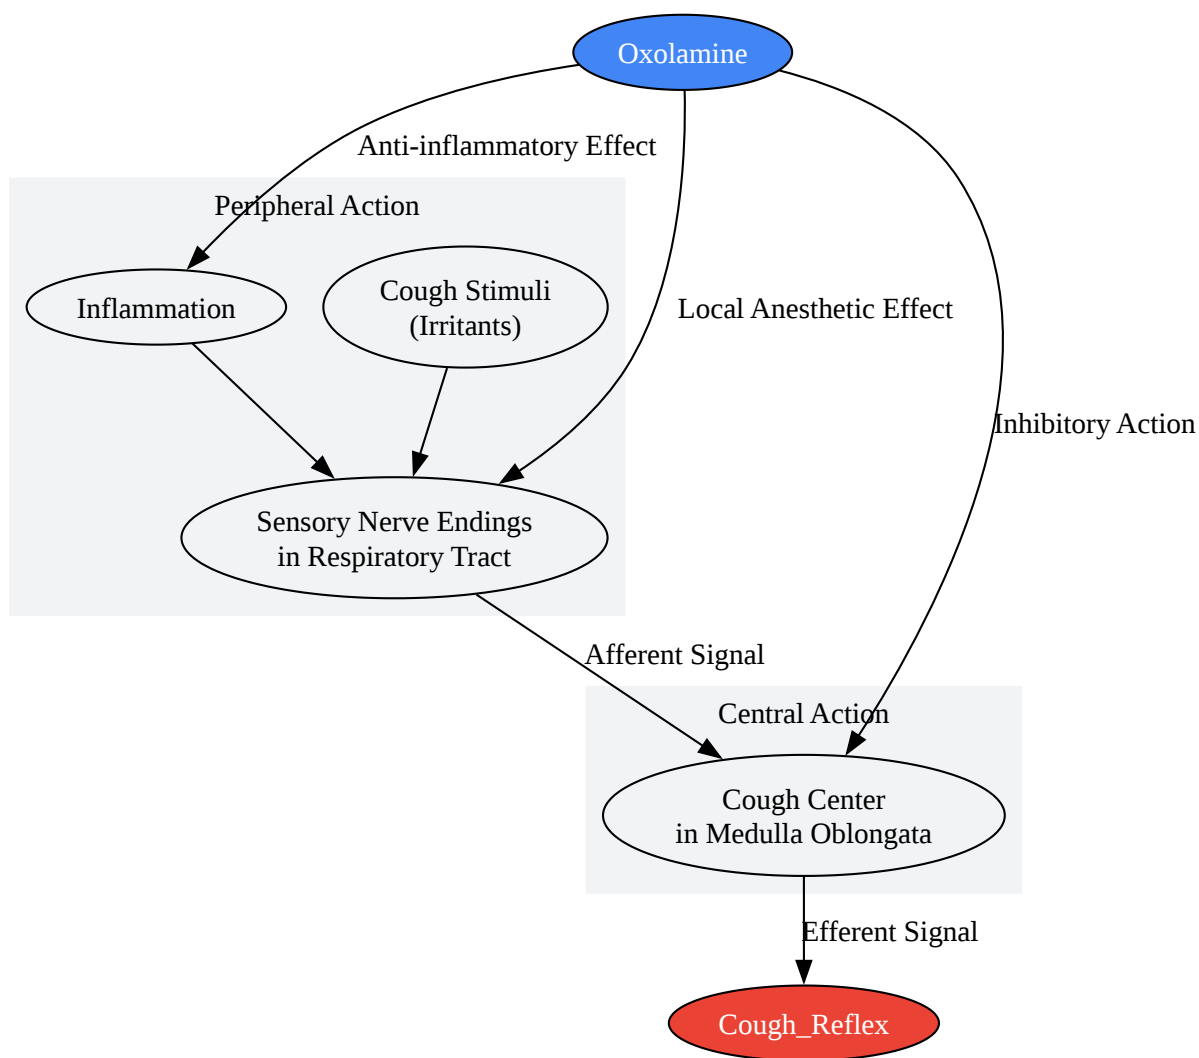 Oxolamine
Anti-inflammatory Effect
Peripheral Action
Inflammation
Cough Stimuli
(Irritants)
Local Anesthetic Effect
Inhibitory Action
Sensory Nerve Endings
in Respiratory Tract
Afferent Signal
Central Action
Cough Center
in Medulla Oblongata
Efferent Signal
Cough_Reflex